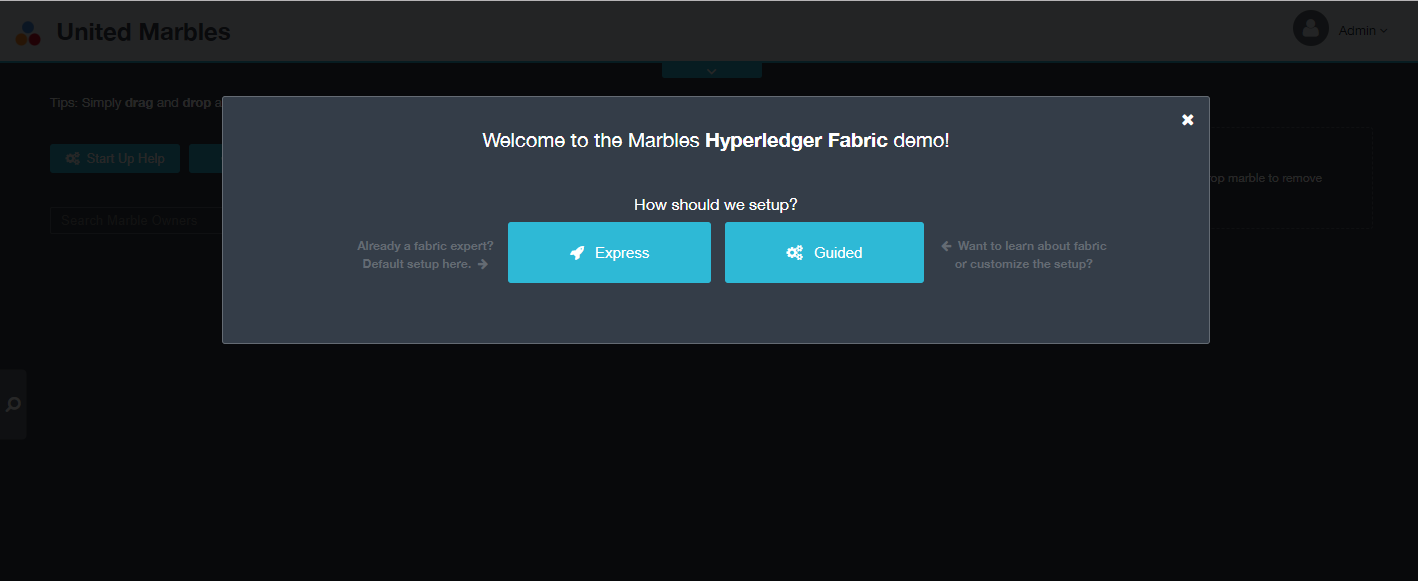 United Marbles
Admin
Tips: Simply drag and drop a
Welcome to the Marbles Hyperledger Fabric demo!
Start Up Help
marble to remove
How should we setup?
Search Marble Owners
Already a fabric expert?
Default setup here.
Express
Guided
Want to learn about fabric
or customize the setup?